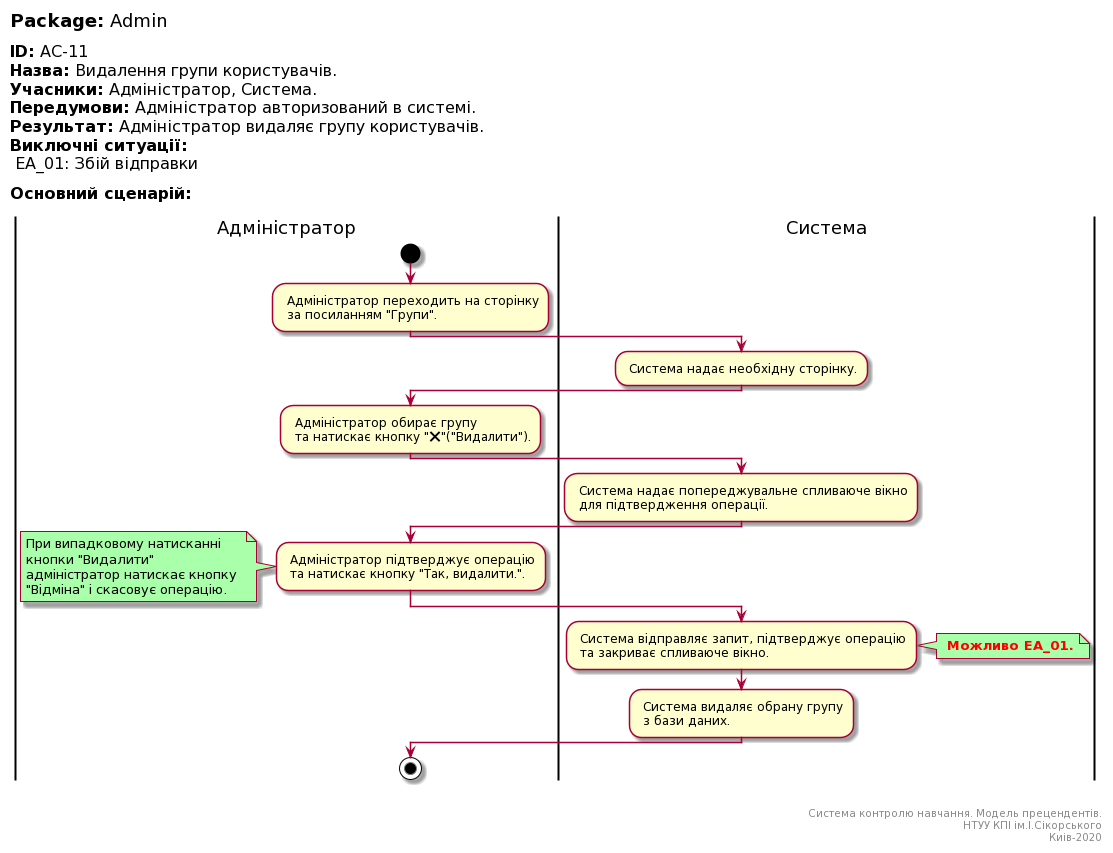 Package: Admin
ID: AC-11
Назва: Видалення групи користувачів.
Учасники: Адміністратор, Система.
Передумови: Адміністратор авторизований в системі.
Результат: Адміністратор видаляє групу користувачів.
Виключні ситуації:
EA_01: Збій відправки
Основний сценарій:
Адміністратор
Система
Адміністратор переходить на сторінку
за посиланням "Групи".
Система надає необхідну сторінку.
Адміністратор обирає групу
та натискає кнопку "❌"("Видалити").
Система надає попереджувальне спливаюче вікно
для підтвердження операції.
При випадковому натисканні
кнопки "Видалити"
адміністратор натискає кнопку
"Відміна" і скасовує операцію.
Адміністратор підтверджує операцію
та натискає кнопку "Так, видалити.".
Система відправляє запит, підтверджує операцію
та закриває спливаюче вікно.
Можливо EA_01.
Система видаляє обрану групу
з бази даних.
Система контролю навчання. Модель прецендентів.
НТУУ КПІ ім.І.Сікорського
Київ-2020